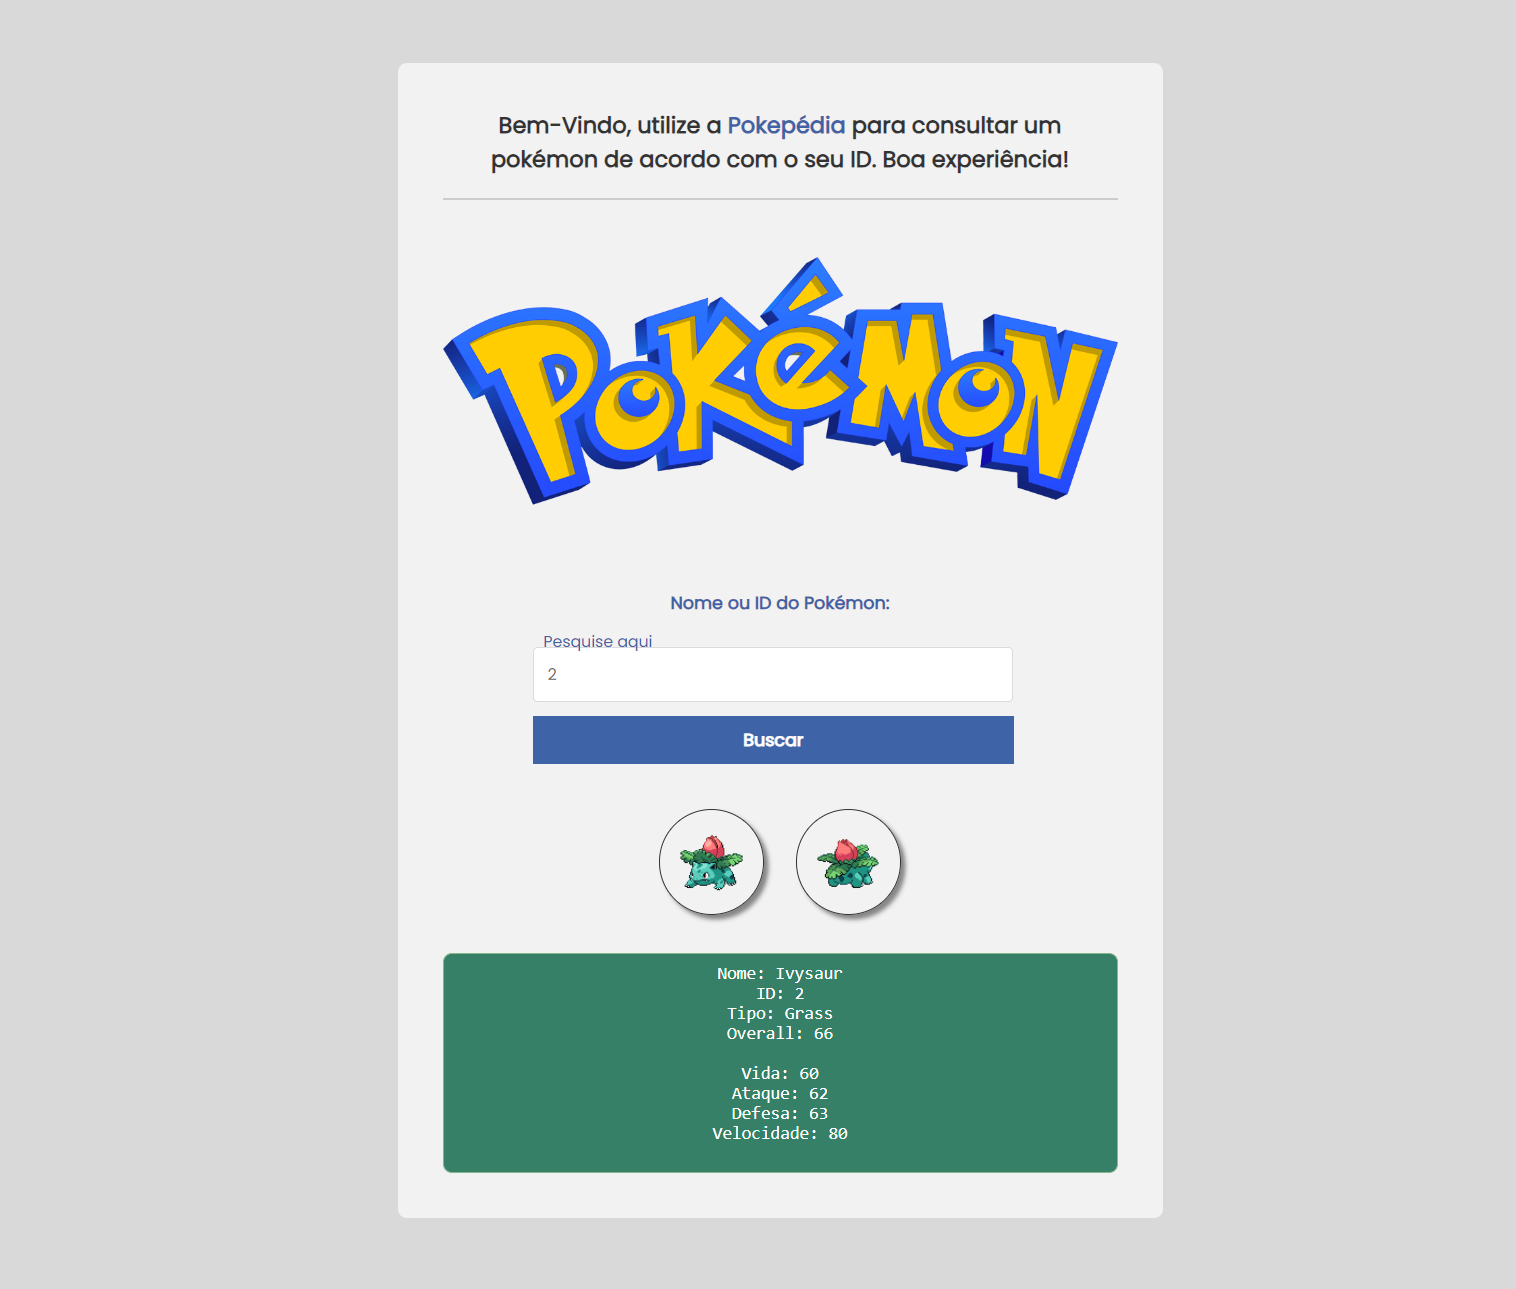 Bem-Vindo, utilize a Pokepédia para consultar um
pokémon de acordo com o seu ID. Boa experiência!
POKéMON
Nome ou ID do Pokémon:
Pesquise aqui
2
Buscar
Nome: Ivysaur
ID: 2
Tipo: Grass
Overall: 66
Vida: 60
Ataque: 62
Defesa: 63
Velocidade: 80